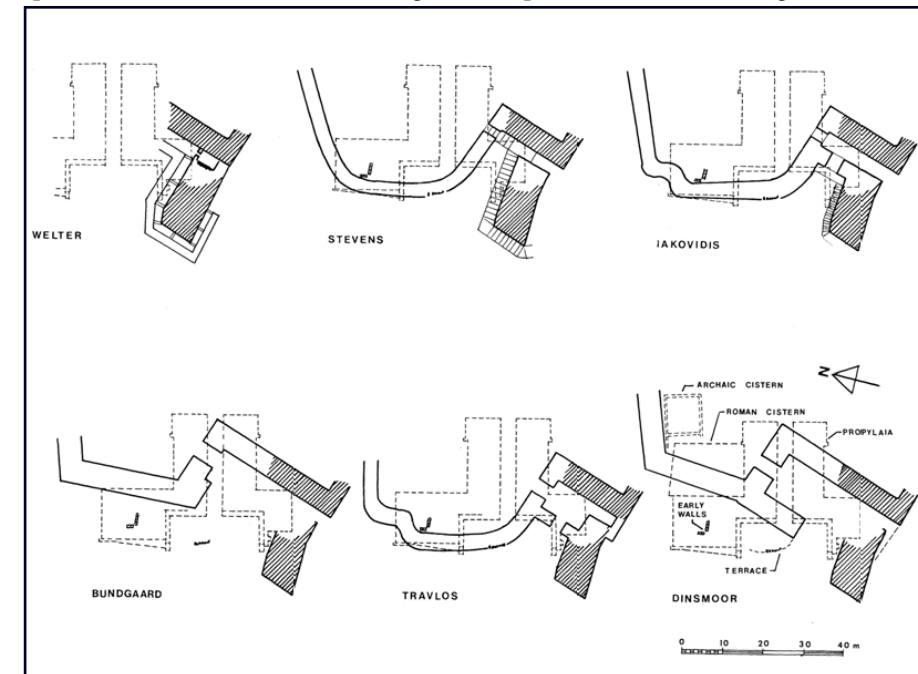 WELTER
STEVENS
IAKOVIDIS
N
ARCHAIC CISTERN
ROMAN CISTERN
PROPYLAIA
EARLY
WALLS
TERRACE
BUNDGAARD
TRAVLOS
DINSMOOR
0 10 20 30 40 m